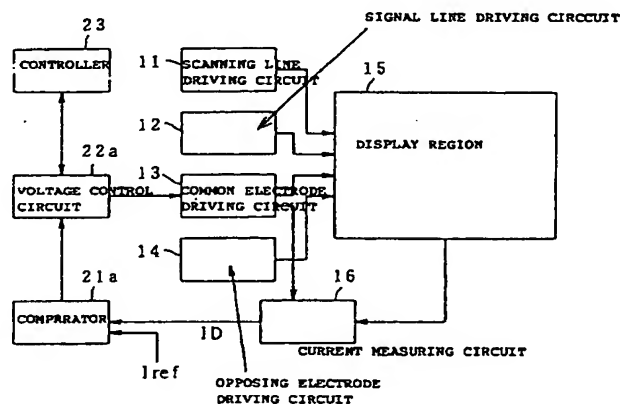 SIGNAL LINE DRIVING CIRCCUIT
23
CONTROLLER
11
SCANNING LINE
DRIVING CIRCUIT
15
12
DISPLAY REGION
22a
VOLTAGE CONTROL
CIRCUIT
13
COMMON ELECTRODE
DRIVING CIRCUIT
14
21a
COMPARATOR
16
ID
Iref
CURRENT MEASURING CIRCUIT
OPPOSING ELECTRODE
DRIVING CIRCUIT